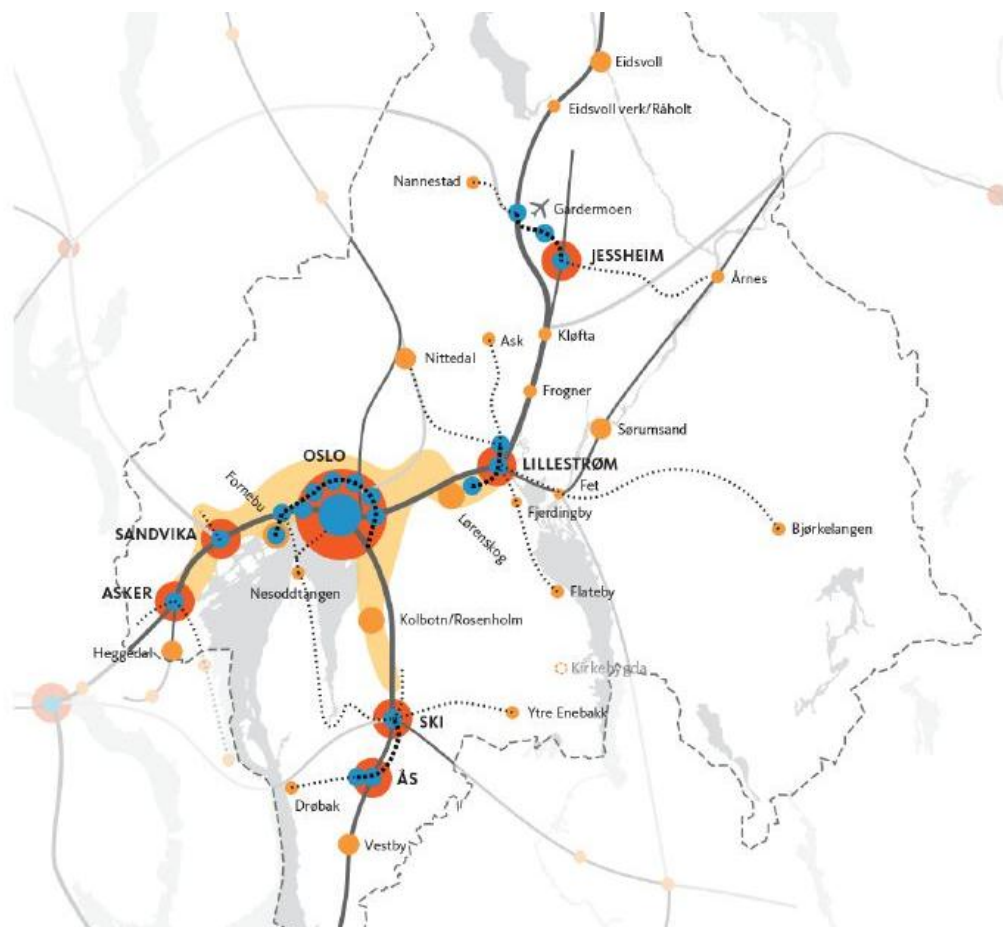 Eidsvoll
Eidsvoll verk/Råholt
Nannestad
Gardermoen
JESSHEIM
Årnes
Kløfta
Ask
Nittedal
Frogner
Sørumsand
OSLO
LILLESTRØM
Fet
Fornebu
Fjerdingby
Lørenskog
Bjørkelangen
SANDVIKA
ASKER
Nesoddtangen
Flateby
Kolbotn/Rosenholm
Heggedal
Kirkebygda
SKI
Ytre Enebakk
ÅS
Drøbak
Vestby